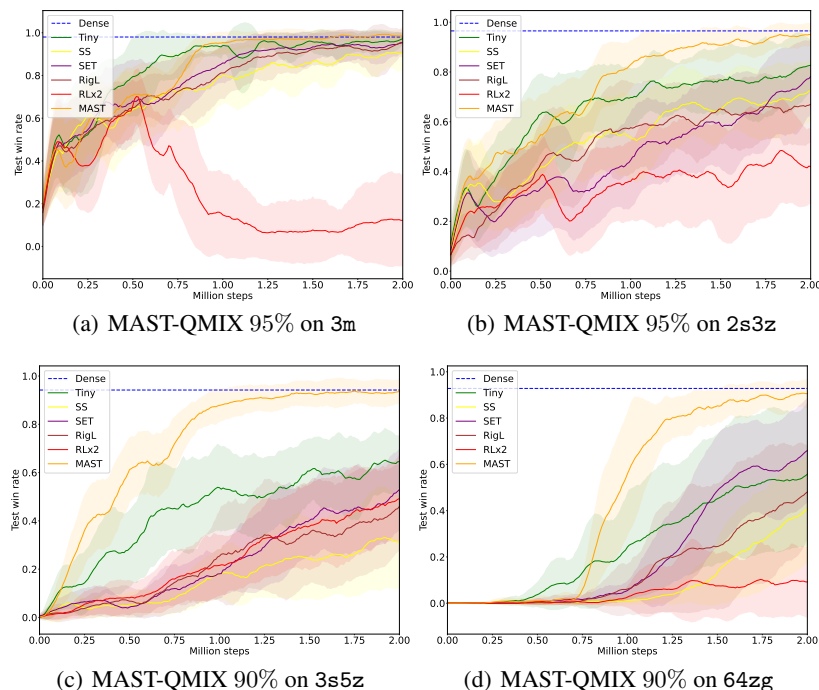 Dense
Tiny
SS
SET
RigL
RLx2
MAST
Test win rate
1.0
0.8
0.6
0.4
0.2
0.0
0.00 0.25 0.50 0.75 1.00 1.25 1.50 1.75 2.00
Million steps
(a) MAST-QMIX 95% on 3m
Dense
Tiny
SS
SET
RigL
RLx2
MAST
Test win rate
1.0
0.8
0.6
0.4
0.2
0.0
0.00 0.25 0.50 0.75 1.00 1.25 1.50 1.75 2.00
Million steps
(b) MAST-QMIX 95% on 2s3z
Dense
Tiny
SS
SET
RigL
RLx2
MAST
Test win rate
1.0
0.8
0.6
0.4
0.2
0.0
0.00 0.25 0.50 0.75 1.00 1.25 1.50 1.75 2.00
Million steps
(c) MAST-QMIX 90% on 3s5z
Dense
Tiny
SS
SET
RigL
RLx2
MAST
Test win rate
1.0
0.8
0.6
0.4
0.2
0.0
0.00 0.25 0.50 0.75 1.00 1.25 1.50 1.75 2.00
Million steps
(d) MAST-QMIX 90% on 64zg